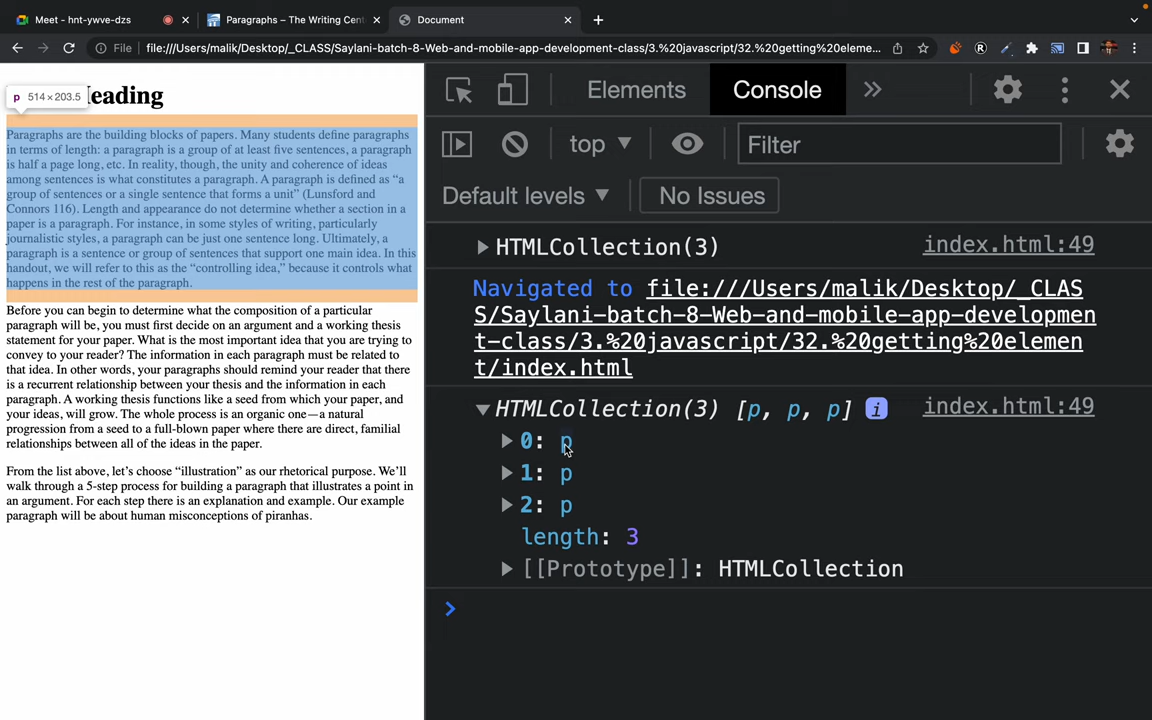 Meet - hnt-ywve-dzs
Paragraphs – The Writing Cent
Document
File
file:///Users/malik/Desktop/_CLASS/Saylani-batch-8-Web-and-mobile-app-development-class/3.%20javascript/32.%20getting%20eleme...
Heading
p 514×203.5
Paragraphs are the building blocks of papers. Many students define paragraphs
in terms of length: a paragraph is a group of at least five sentences, a paragraph
is half a page long, etc. In reality, though, the unity and coherence of ideas
among sentences is what constitutes a paragraph. A paragraph is defined as “a
group of sentences or a single sentence that forms a unit” (Lunsford and
Connors 116). Length and appearance do not determine whether a section in a
paper is a paragraph. For instance, in some styles of writing, particularly
journalistic styles, a paragraph can be just one sentence long. Ultimately, a
paragraph is a sentence or group of sentences that support one main idea. In this
handout, we will refer to this as the “controlling idea,” because it controls what
happens in the rest of the paragraph.
Before you can begin to determine what the composition of a particular
paragraph will be, you must first decide on an argument and a working thesis
statement for your paper. What is the most important idea that you are trying to
convey to your reader? The information in each paragraph must be related to
that idea. In other words, your paragraphs should remind your reader that there
is a recurrent relationship between your thesis and the information in each
paragraph. A working thesis functions like a seed from which your paper, and
your ideas, will grow. The whole process is an organic one—a natural
progression from a seed to a full-blown paper where there are direct, familial
relationships between all of the ideas in the paper.
From the list above, let’s choose “illustration” as our rhetorical purpose. We’ll
walk through a 5-step process for building a paragraph that illustrates a point in
an argument. For each step there is an explanation and example. Our example
paragraph will be about human misconceptions of piranhas.
Elements
Console
top
Filter
Default levels
No Issues
HTMLCollection(3)
index.html:49
Navigated to file:///Users/malik/Desktop/_CLAS
S/Saylani-batch-8-Web-and-mobile-app-developmen
t-class/3.%20javascript/32.%20getting%20elemen
t/index.html
HTMLCollection(3) [p, p, p] i
index.html:49
0: p
1: p
2: p
length: 3
[[Prototype]]: HTMLCollection